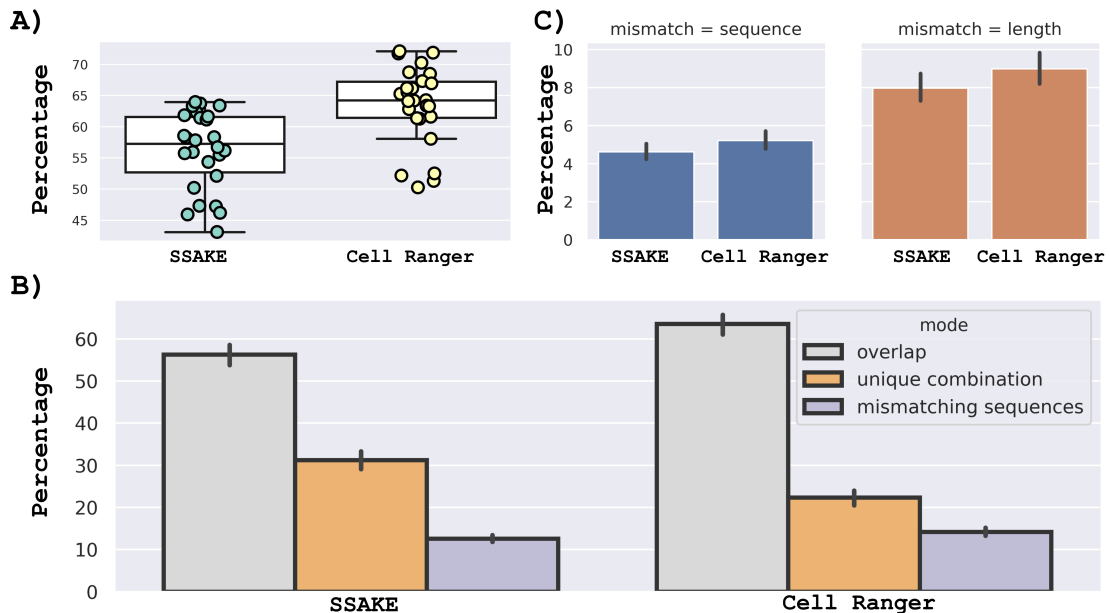 A)
Percentage
70
65
60
55
50
45
SSAKE
Cell Ranger
C)
Percentage
mismatch = sequence
mismatch = length
10
8
6
4
2
0
SSAKE
Cell Ranger
SSAKE
Cell Ranger
B)
Percentage
60
50
40
30
20
10
0
SSAKE
Cell Ranger
mode
overlap
unique combination
mismatching sequences